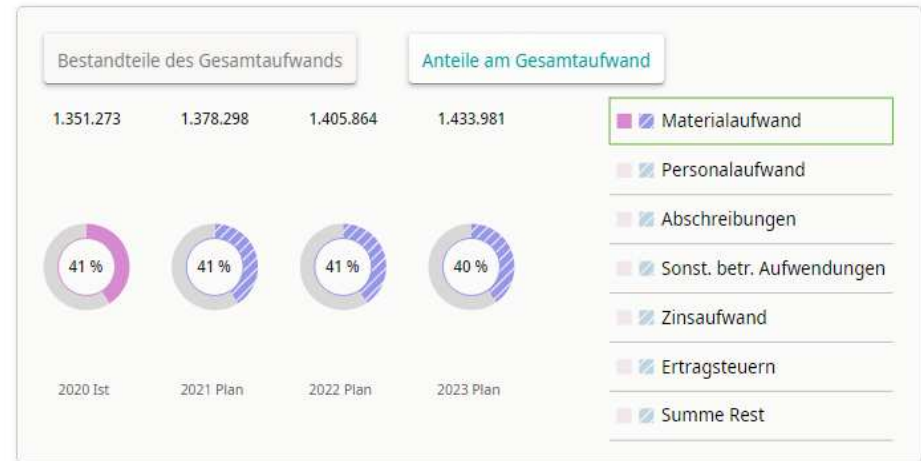 Bestandteile des Gesamtaufwands
Anteile am Gesamtaufwand
1.351.273 1.378.298 1.405.864 1.433.981
41 % 41 % 41 % 40 %
2020 Ist 2021 Plan 2022 Plan 2023 Plan
Materialaufwand
Personalaufwand
Abschreibungen
Sonst. betr. Aufwendungen
Zinsaufwand
Ertragsteuern
Summe Rest